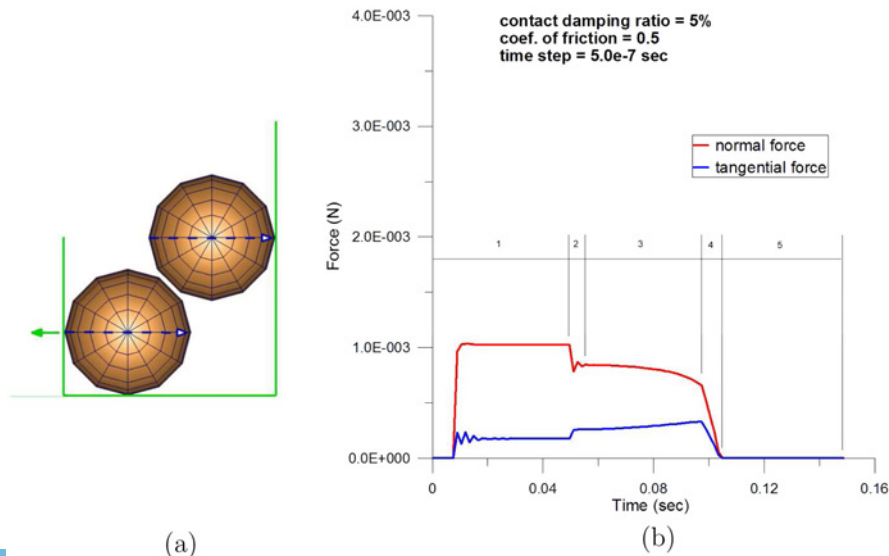 contact damping ratio = 5%
coef. of friction = 0.5
time step = 5.0e-7 sec
normal force
tangential force
4.0E-003
3.0E-003
2.0E-003
1.0E-003
0.0E+000
Force (N)
1 2 3 4 5
0 0.04 0.08 0.12 0.16
Time (sec)
(a) (b)